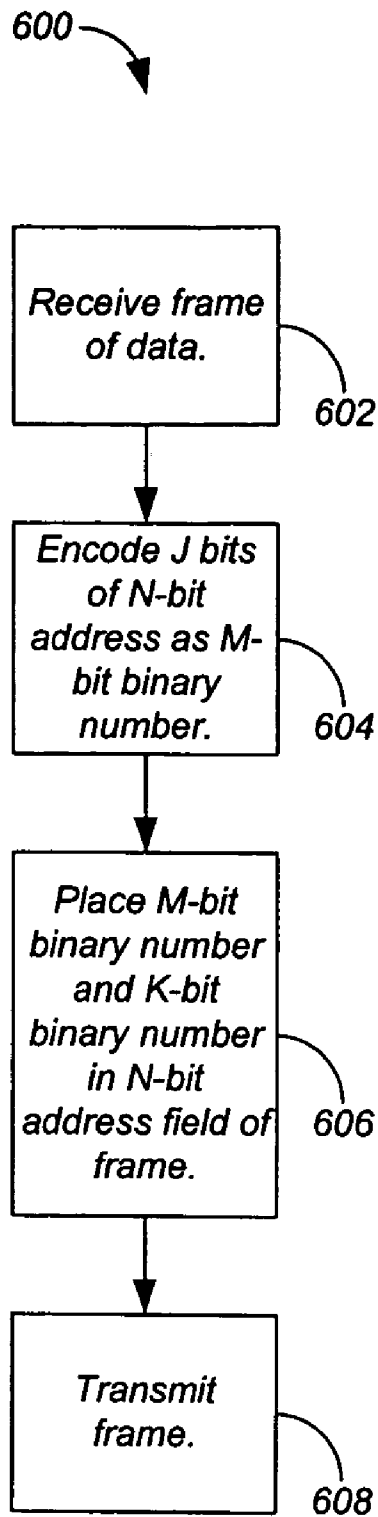 600
Receive frame
of data.
602
Encode J bits
of N-bit
address as M-
bit binary
number.
604
Place M-bit
binary number
and K-bit
binary number
in N-bit
address field of
frame.
606
Transmit
frame.
608